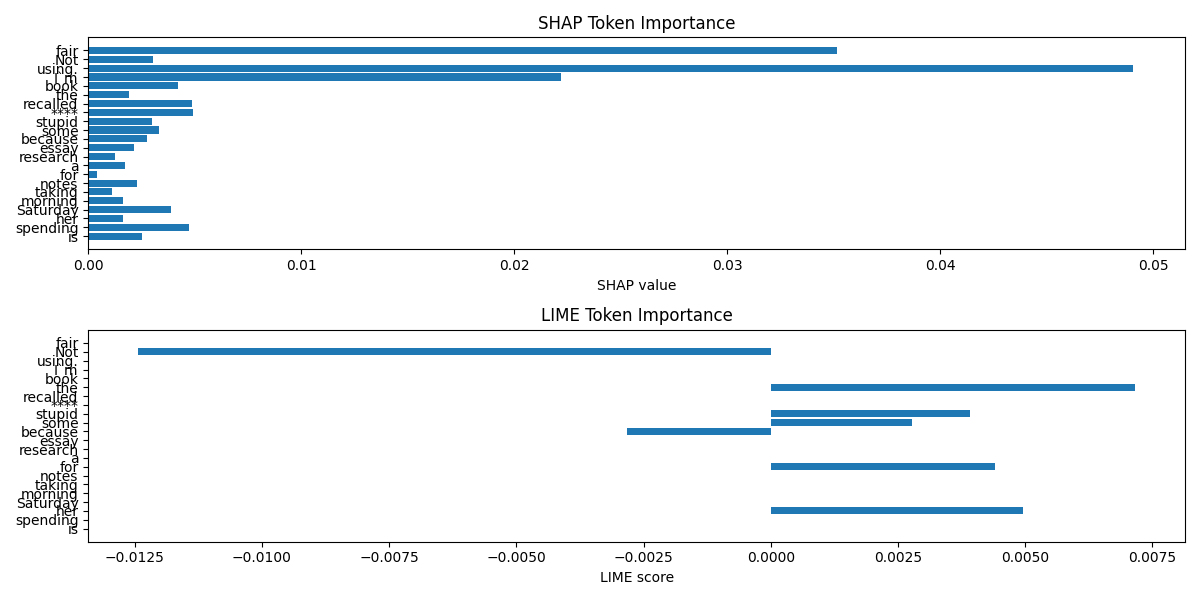 SHAP Token Importance
fair
Not
using.
I'm
book
the
recalled
****
stupid
some
because
essay
research
a
for
notes
taking
morning
Saturday
her
spending
is
0.00 0.01 0.02 0.03 0.04 0.05
SHAP value
LIME Token Importance
fair
Not
using.
I'm
book
the
recalled
****
stupid
some
because
essay
research
a
for
notes
taking
morning
Saturday
her
spending
is
−0.0125 −0.0100 −0.0075 −0.0050 −0.0025 0.0000 0.0025 0.0050 0.0075
LIME score